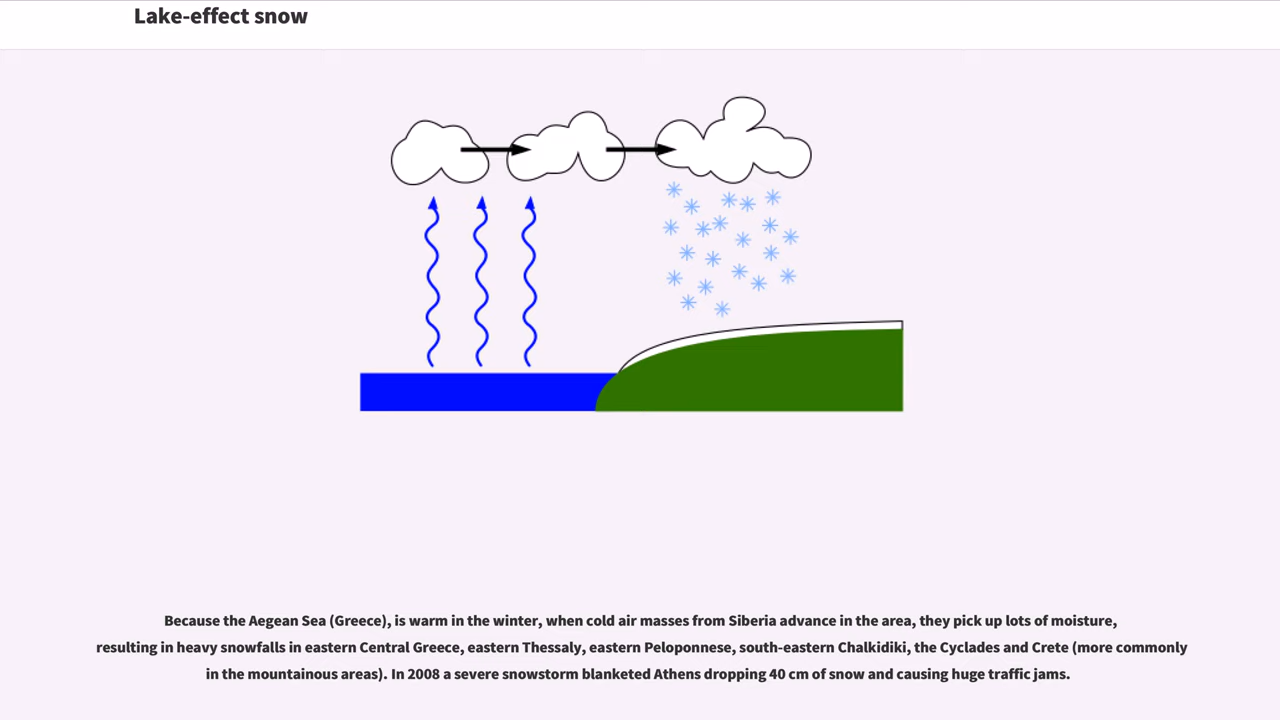 Lake-effect snow
Because the Aegean Sea (Greece), is warm in the winter, when cold air masses from Siberia advance in the area, they pick up lots of moisture,
resulting in heavy snowfalls in eastern Central Greece, eastern Thessaly, eastern Peloponnese, south-eastern Chalkidiki, the Cyclades and Crete (more commonly
in the mountainous areas). In 2008 a severe snowstorm blanketed Athens dropping 40 cm of snow and causing huge traffic jams.